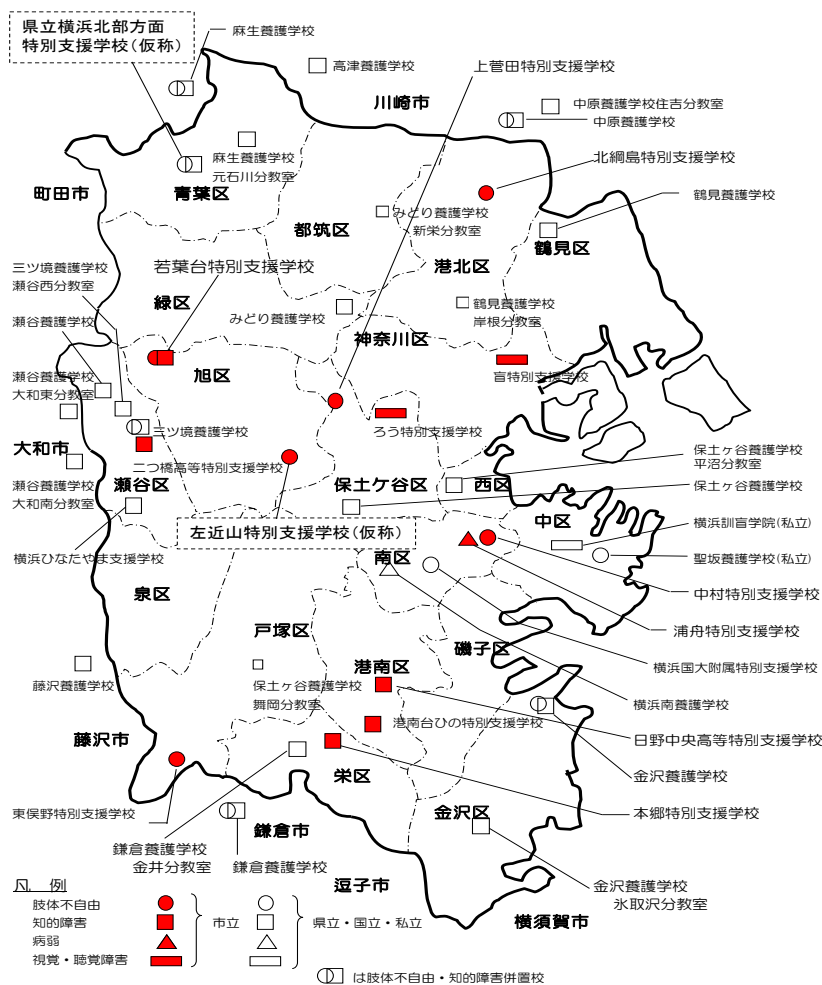 県立横浜北部方面
特別支援学校(仮称)
麻生養護学校
高津養護学校
上菅田特別支援学校
川崎市
中原養護学校住吉分教室
中原養護学校
麻生養護学校
元石川分教室
北綱島特別支援学校
町田市
青葉区
鶴見養護学校
みどり養護学校
新栄分教室
都筑区
鶴見区
港北区
三ツ境養護学校
瀬谷西分教室
若葉台特別支援学校
緑区
みどり養護学校
鶴見養護学校
岸根分教室
瀬谷養護学校
神奈川区
旭区
盲特別支援学校
瀬谷養護学校
大和東分教室
三ツ境養護学校
ろう特別支援学校
大和市
二つ橋高等特別支援学校
保土ヶ谷養護学校
平沼分教室
瀬谷養護学校
大和南分教室
瀬谷区
保土ケ谷区
西区
保土ヶ谷養護学校
左近山特別支援学校(仮称)
中区
横浜訓盲学院(私立)
横浜ひなたやま支援学校
南区
聖坂養護学校(私立)
泉区
中村特別支援学校
戸塚区
浦舟特別支援学校
磯子区
港南区
横浜国大附属特別支援学校
藤沢養護学校
保土ヶ谷養護学校
舞岡分教室
横浜南養護学校
港南台ひの特別支援学校
藤沢市
日野中央高等特別支援学校
栄区
金沢養護学校
東俣野特別支援学校
金沢区
本郷特別支援学校
鎌倉市
鎌倉養護学校
金井分教室
鎌倉養護学校
逗子市
金沢養護学校
氷取沢分教室
横須賀市
凡 例
肢体不自由
知的障害
病弱
視覚・聴覚障害
市立
県立・国立・私立
は肢体不自由・知的障害併置校